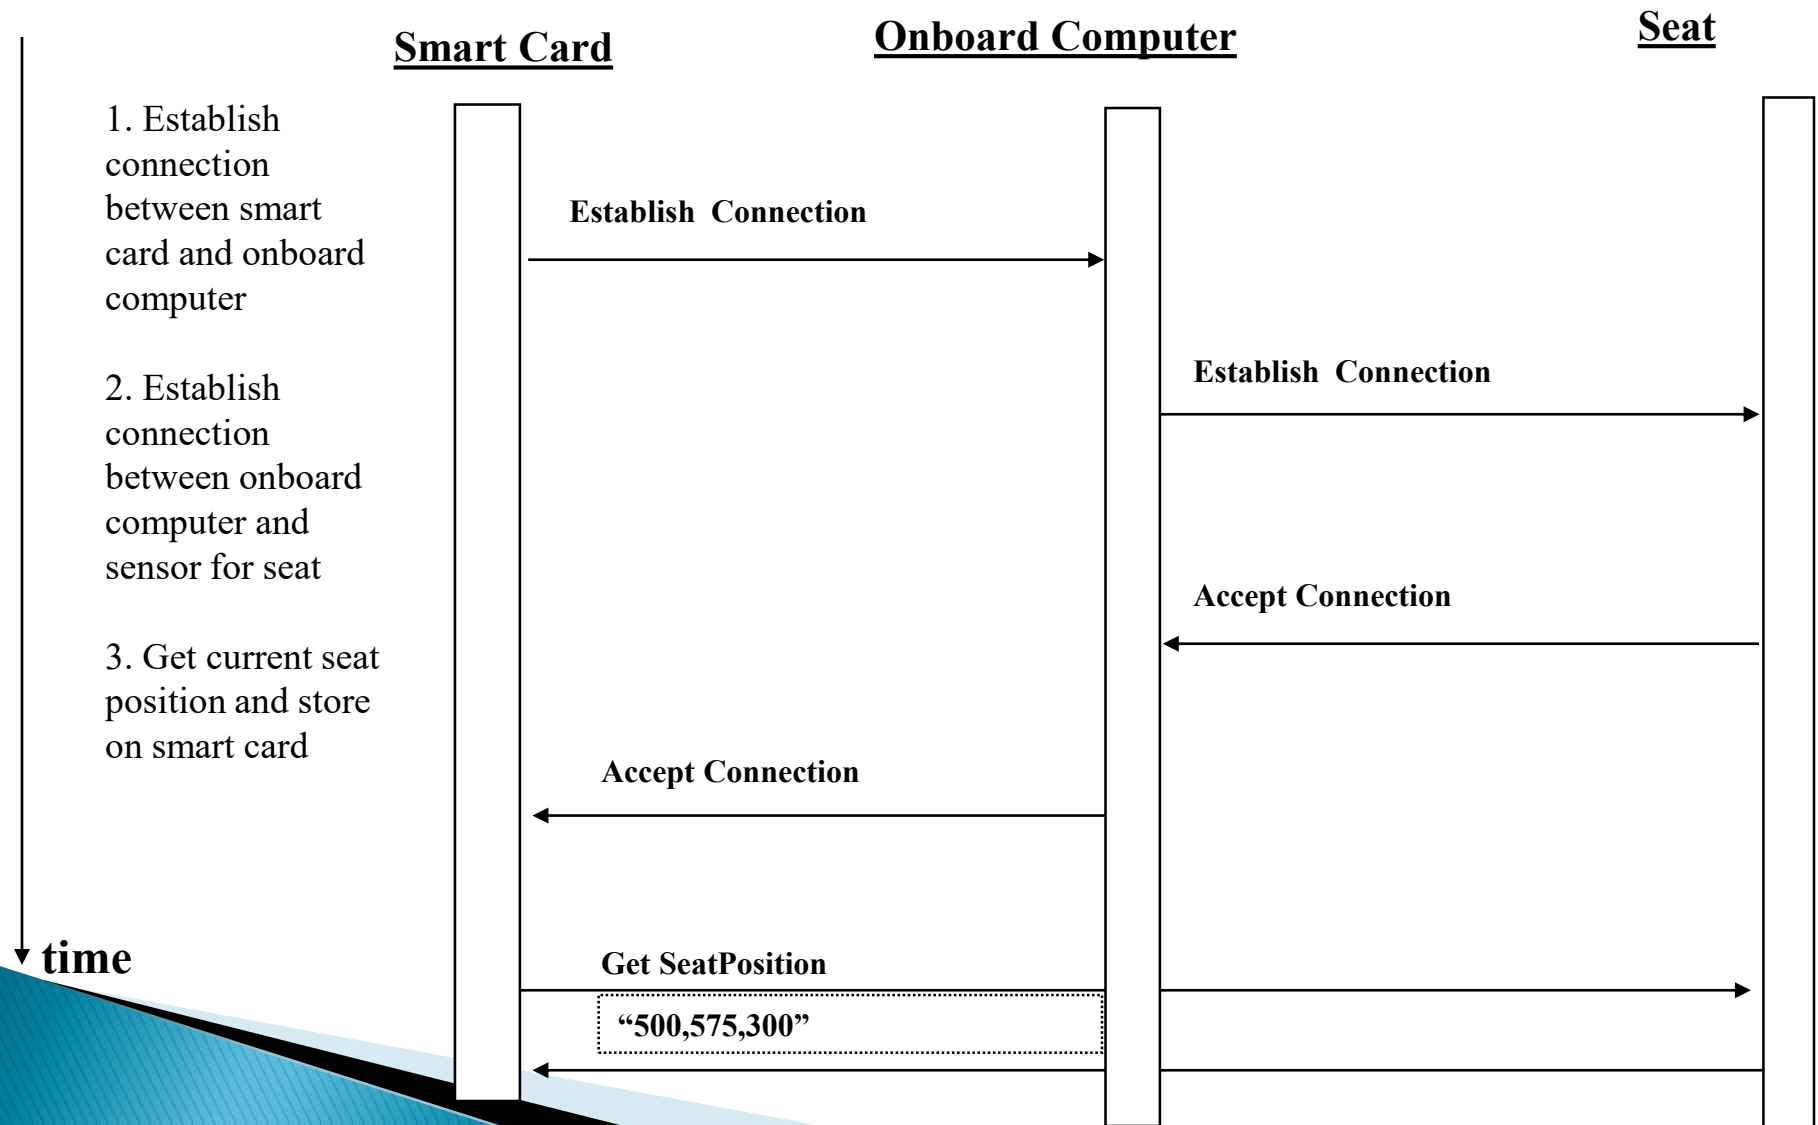 Smart Card
Onboard Computer
Seat
1. Establish
connection
between smart
card and onboard
computer
2. Establish
connection
between onboard
computer and
sensor for seat
3. Get current seat
position and store
on smart card
time
Establish  Connection
Establish  Connection
Accept Connection
Accept Connection
Get SeatPosition
“500,575,300”